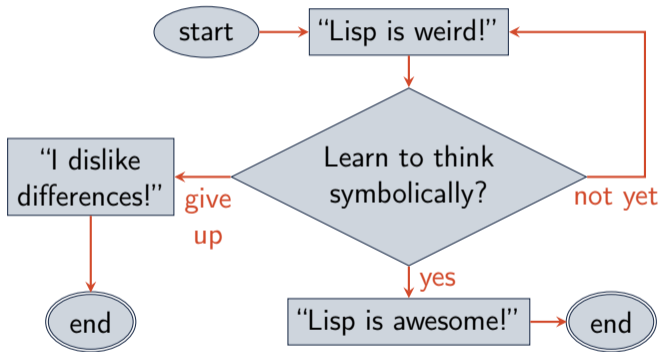 start
“Lisp is weird!”
Learn to think
symbolically?
“I dislike
differences!”
give
up
not yet
yes
end
“Lisp is awesome!”
end